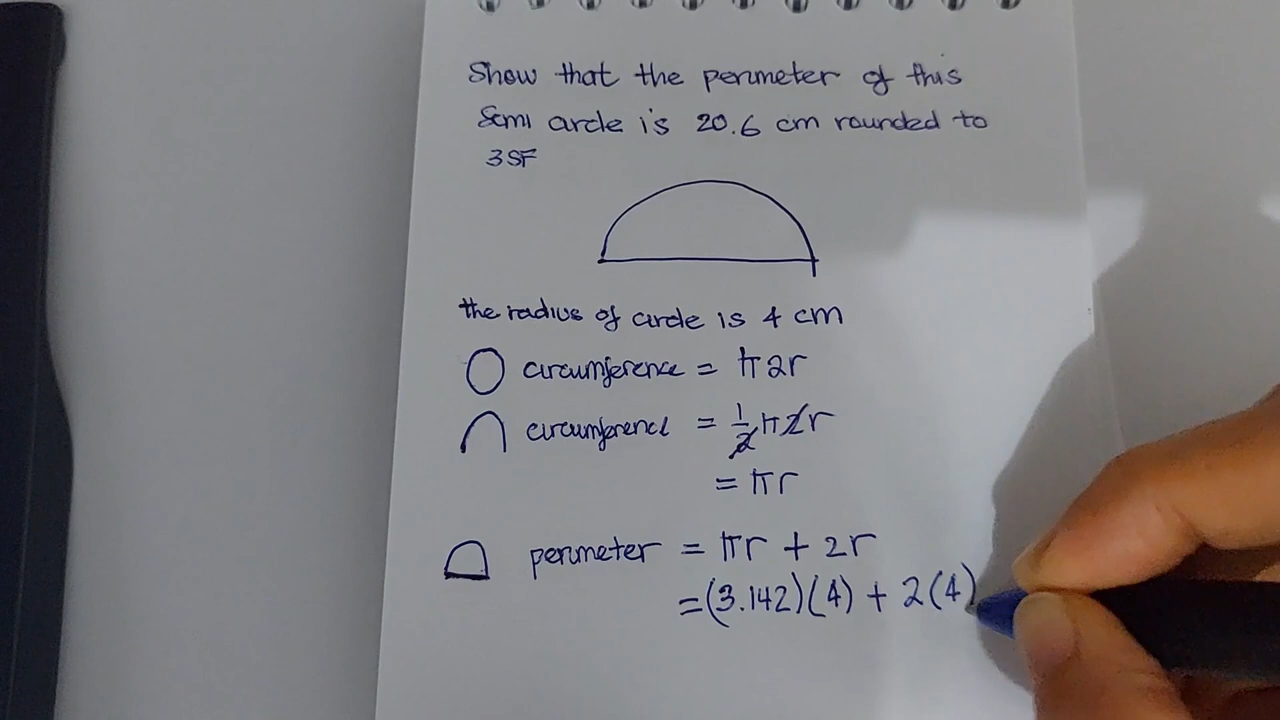 Show that the perimeter of this
Semi circle is 20.6 cm rounded to
3SF
the radius of circle is 4 cm
circumference = π2r
circumference = 1/2 π2r
= πr
perimeter = πr + 2r
=(3.142)(4) + 2(4)